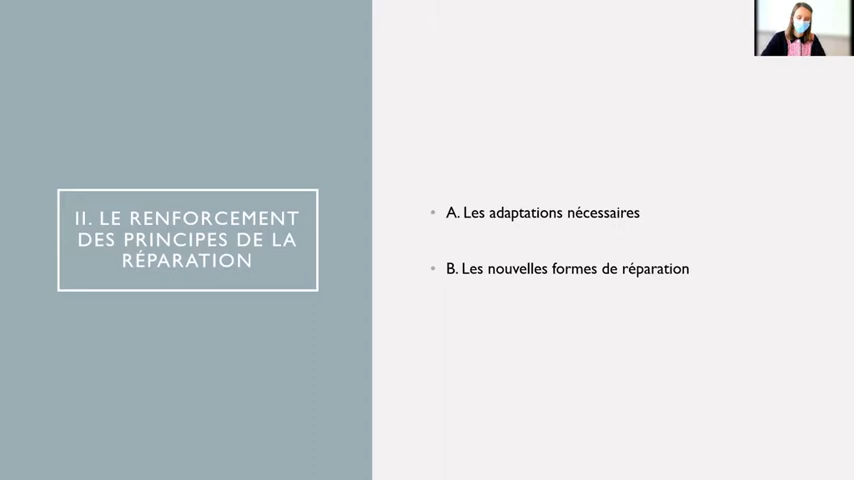 II. LE RENFORCEMENT
DES PRINCIPES DE LA
RÉPARATION
• A. Les adaptations nécessaires
• B. Les nouvelles formes de réparation